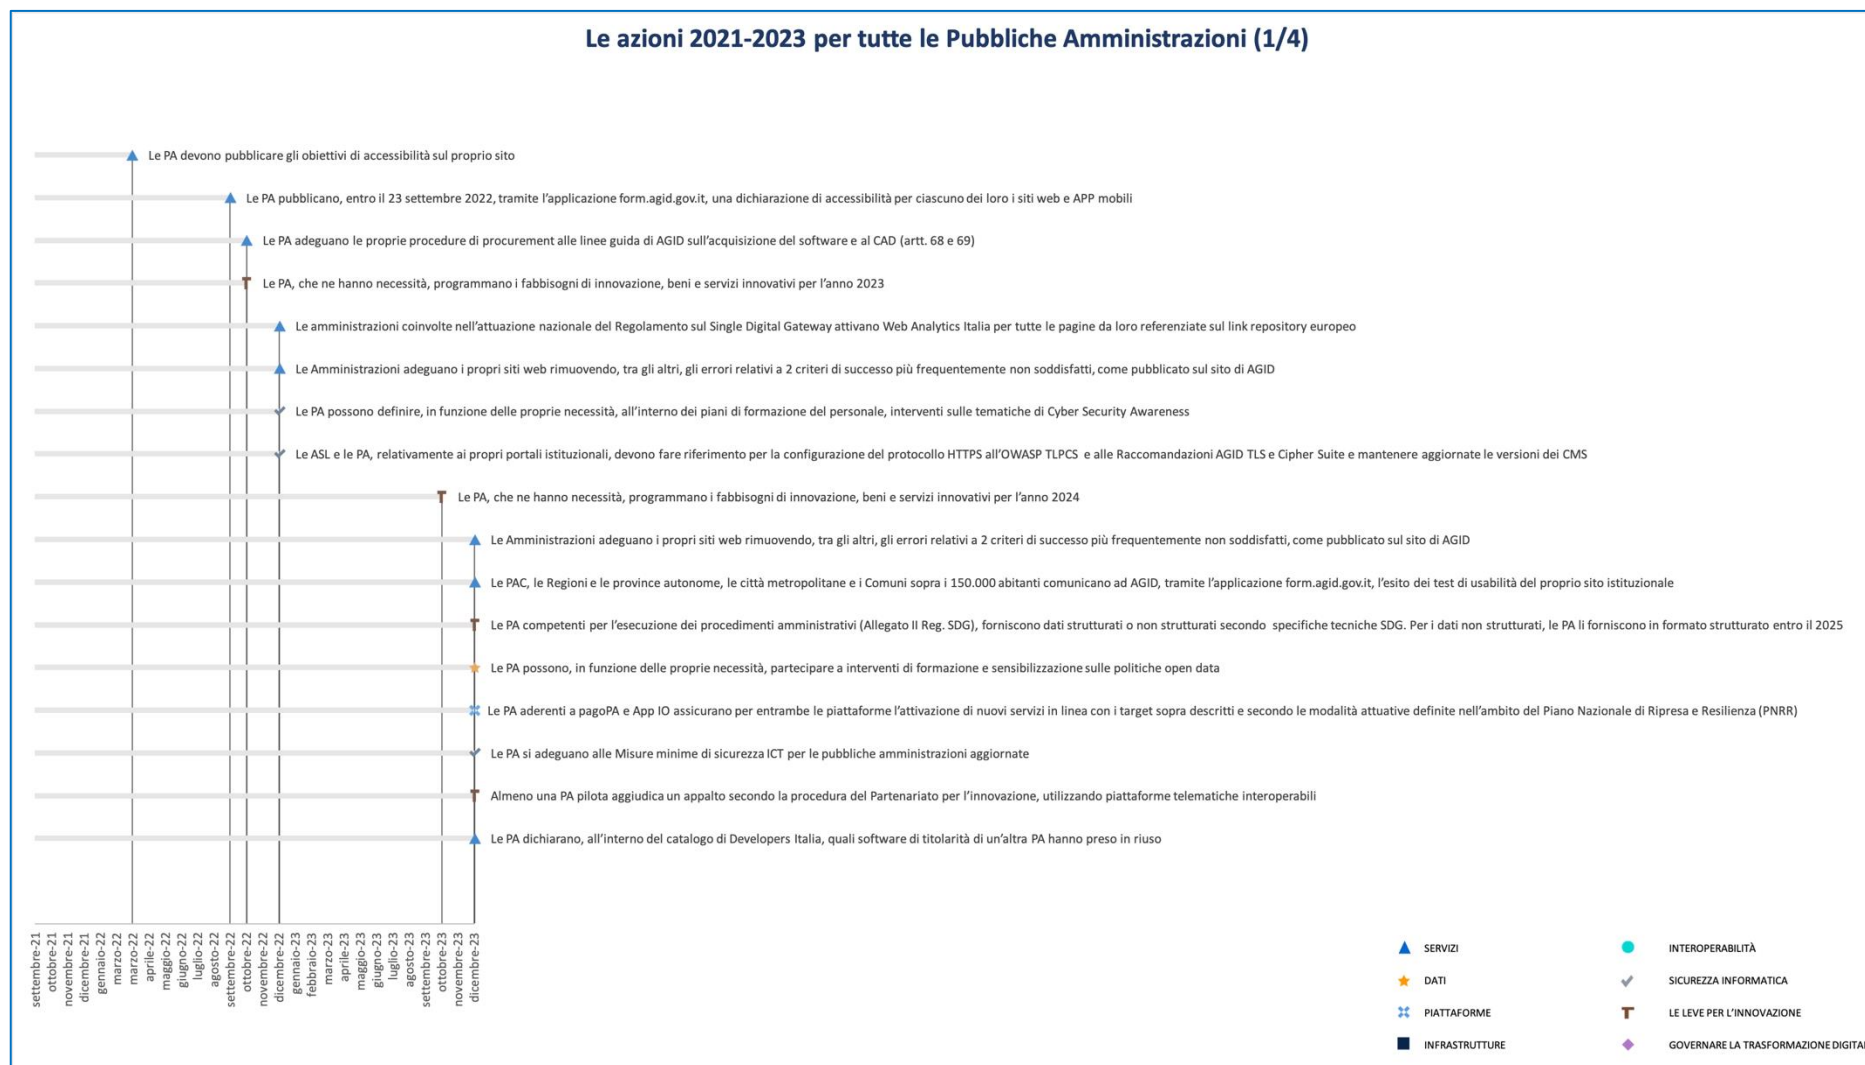 Le azioni 2021-2023 per tutte le Pubbliche Amministrazioni (1/4)
Le PA devono pubblicare gli obiettivi di accessibilità sul proprio sito
Le PA pubblicano, entro il 23 settembre 2022, tramite l'applicazione form.agid.gov.it, una dichiarazione di accessibilità per ciascuno dei loro i siti web e APP mobili
Le PA adeguano le proprie procedure di procurement alle linee guida di AGID sull'acquisizione del software e al CAD (artt. 68 e 69)
Le PA, che ne hanno necessità, programmano i fabbisogni di innovazione, beni e servizi innovativi per l'anno 2023
Le amministrazioni coinvolte nell'attuazione nazionale del Regolamento sul Single Digital Gateway attivano Web Analytics Italia per tutte le pagine da loro referenziate sul link repository europeo
Le Amministrazioni adeguano i propri siti web rimuovendo, tra gli altri, gli errori relativi a 2 criteri di successo più frequentemente non soddisfatti, come pubblicato sul sito di AGID
Le PA possono definire, in funzione delle proprie necessità, all'interno dei piani di formazione del personale, interventi sulle tematiche di Cyber Security Awareness
Le ASL e le PA, relativamente ai propri portali istituzionali, devono fare riferimento per la configurazione del protocollo HTTPS all'OWASP TLPCS e alle Raccomandazioni AGID TLS e Cipher Suite e mantenere aggiornate le versioni dei CMS
Le PA, che ne hanno necessità, programmano i fabbisogni di innovazione, beni e servizi innovativi per l'anno 2024
Le Amministrazioni adeguano i propri siti web rimuovendo, tra gli altri, gli errori relativi a 2 criteri di successo più frequentemente non soddisfatti, come pubblicato sul sito di AGID
Le PAC, le Regioni e le province autonome, le città metropolitane e i Comuni sopra i 150.000 abitanti comunicano ad AGID, tramite l'applicazione form.agid.gov.it, l'esito dei test di usabilità del proprio sito istituzionale
Le PA competenti per l'esecuzione dei procedimenti amministrativi (Allegato II Reg. SDG), forniscono dati strutturati o non strutturati secondo specifiche tecniche SDG. Per i dati non strutturati, le PA li forniscono in formato strutturato entro il 2025
Le PA possono, in funzione delle proprie necessità, partecipare a interventi di formazione e sensibilizzazione sulle politiche open data
Le PA aderenti a pagoPA e App IO assicurano per entrambe le piattaforme l'attivazione di nuovi servizi in linea con i target sopra descritti e secondo le modalità attuative definite nell'ambito del Piano Nazionale di Ripresa e Resilienza (PNRR)
Le PA si adeguano alle Misure minime di sicurezza ICT per le pubbliche amministrazioni aggiornate
Almeno una PA pilota aggiudica un appalto secondo la procedura del Partenariato per l'innovazione, utilizzando piattaforme telematiche interoperabili
Le PA dichiarano, all'interno del catalogo di Developers Italia, quali software di titolarità di un'altra PA hanno preso in riuso
settembre-21
ottobre-21
novembre-21
dicembre-21
gennaio-22
marzo-22
marzo-22
aprile-22
maggio-22
giugno-22
luglio-22
agosto-22
settembre-22
ottobre-22
novembre-22
dicembre-22
gennaio-23
febbraio-23
marzo-23
aprile-23
maggio-23
giugno-23
luglio-23
agosto-23
settembre-23
ottobre-23
novembre-23
dicembre-23
SERVIZI
INTEROPERABILITÀ
DATI
SICUREZZA INFORMATICA
PIATTAFORME
LE LEVE PER L'INNOVAZIONE
INFRASTRUTTURE
GOVERNARE LA TRASFORMAZIONE DIGITAL